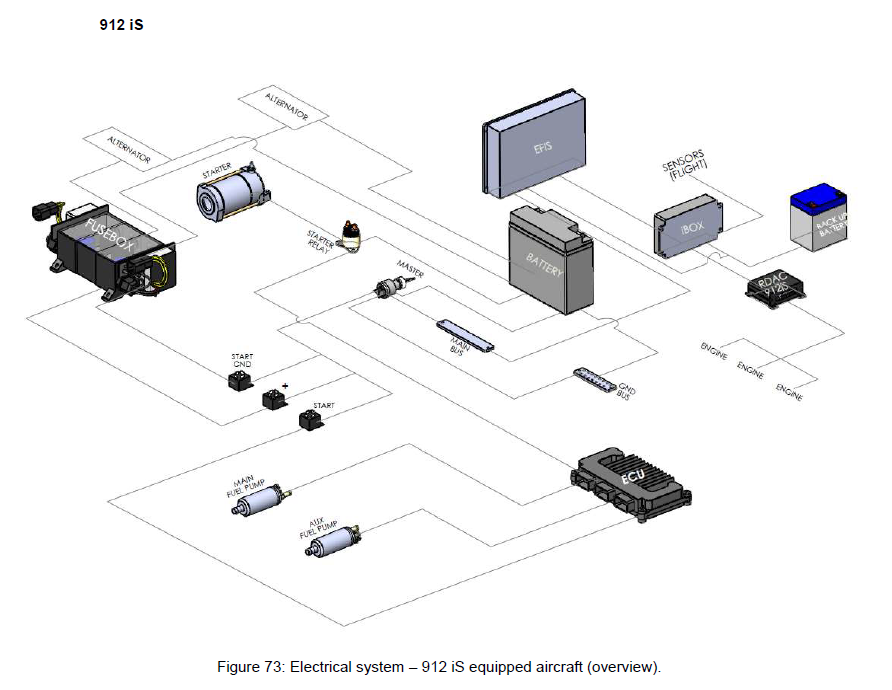 912 iS
ALTERNATOR
ALTERNATOR
STARTER
FUSEBOX
STARTER
RELAY
MASTER
EFIS
SENSORS
(FLIGHT)
IBOX
BACK UP
BATTERY
BATTERY
RDAC
912iS
MAIN
BUS
GND
BUS
ENGINE
ENGINE
ENGINE
START
GND
+
START
MAIN
FUEL PUMP
AUX
FUEL PUMP
ECU
Figure 73: Electrical system – 912 iS equipped aircraft (overview).